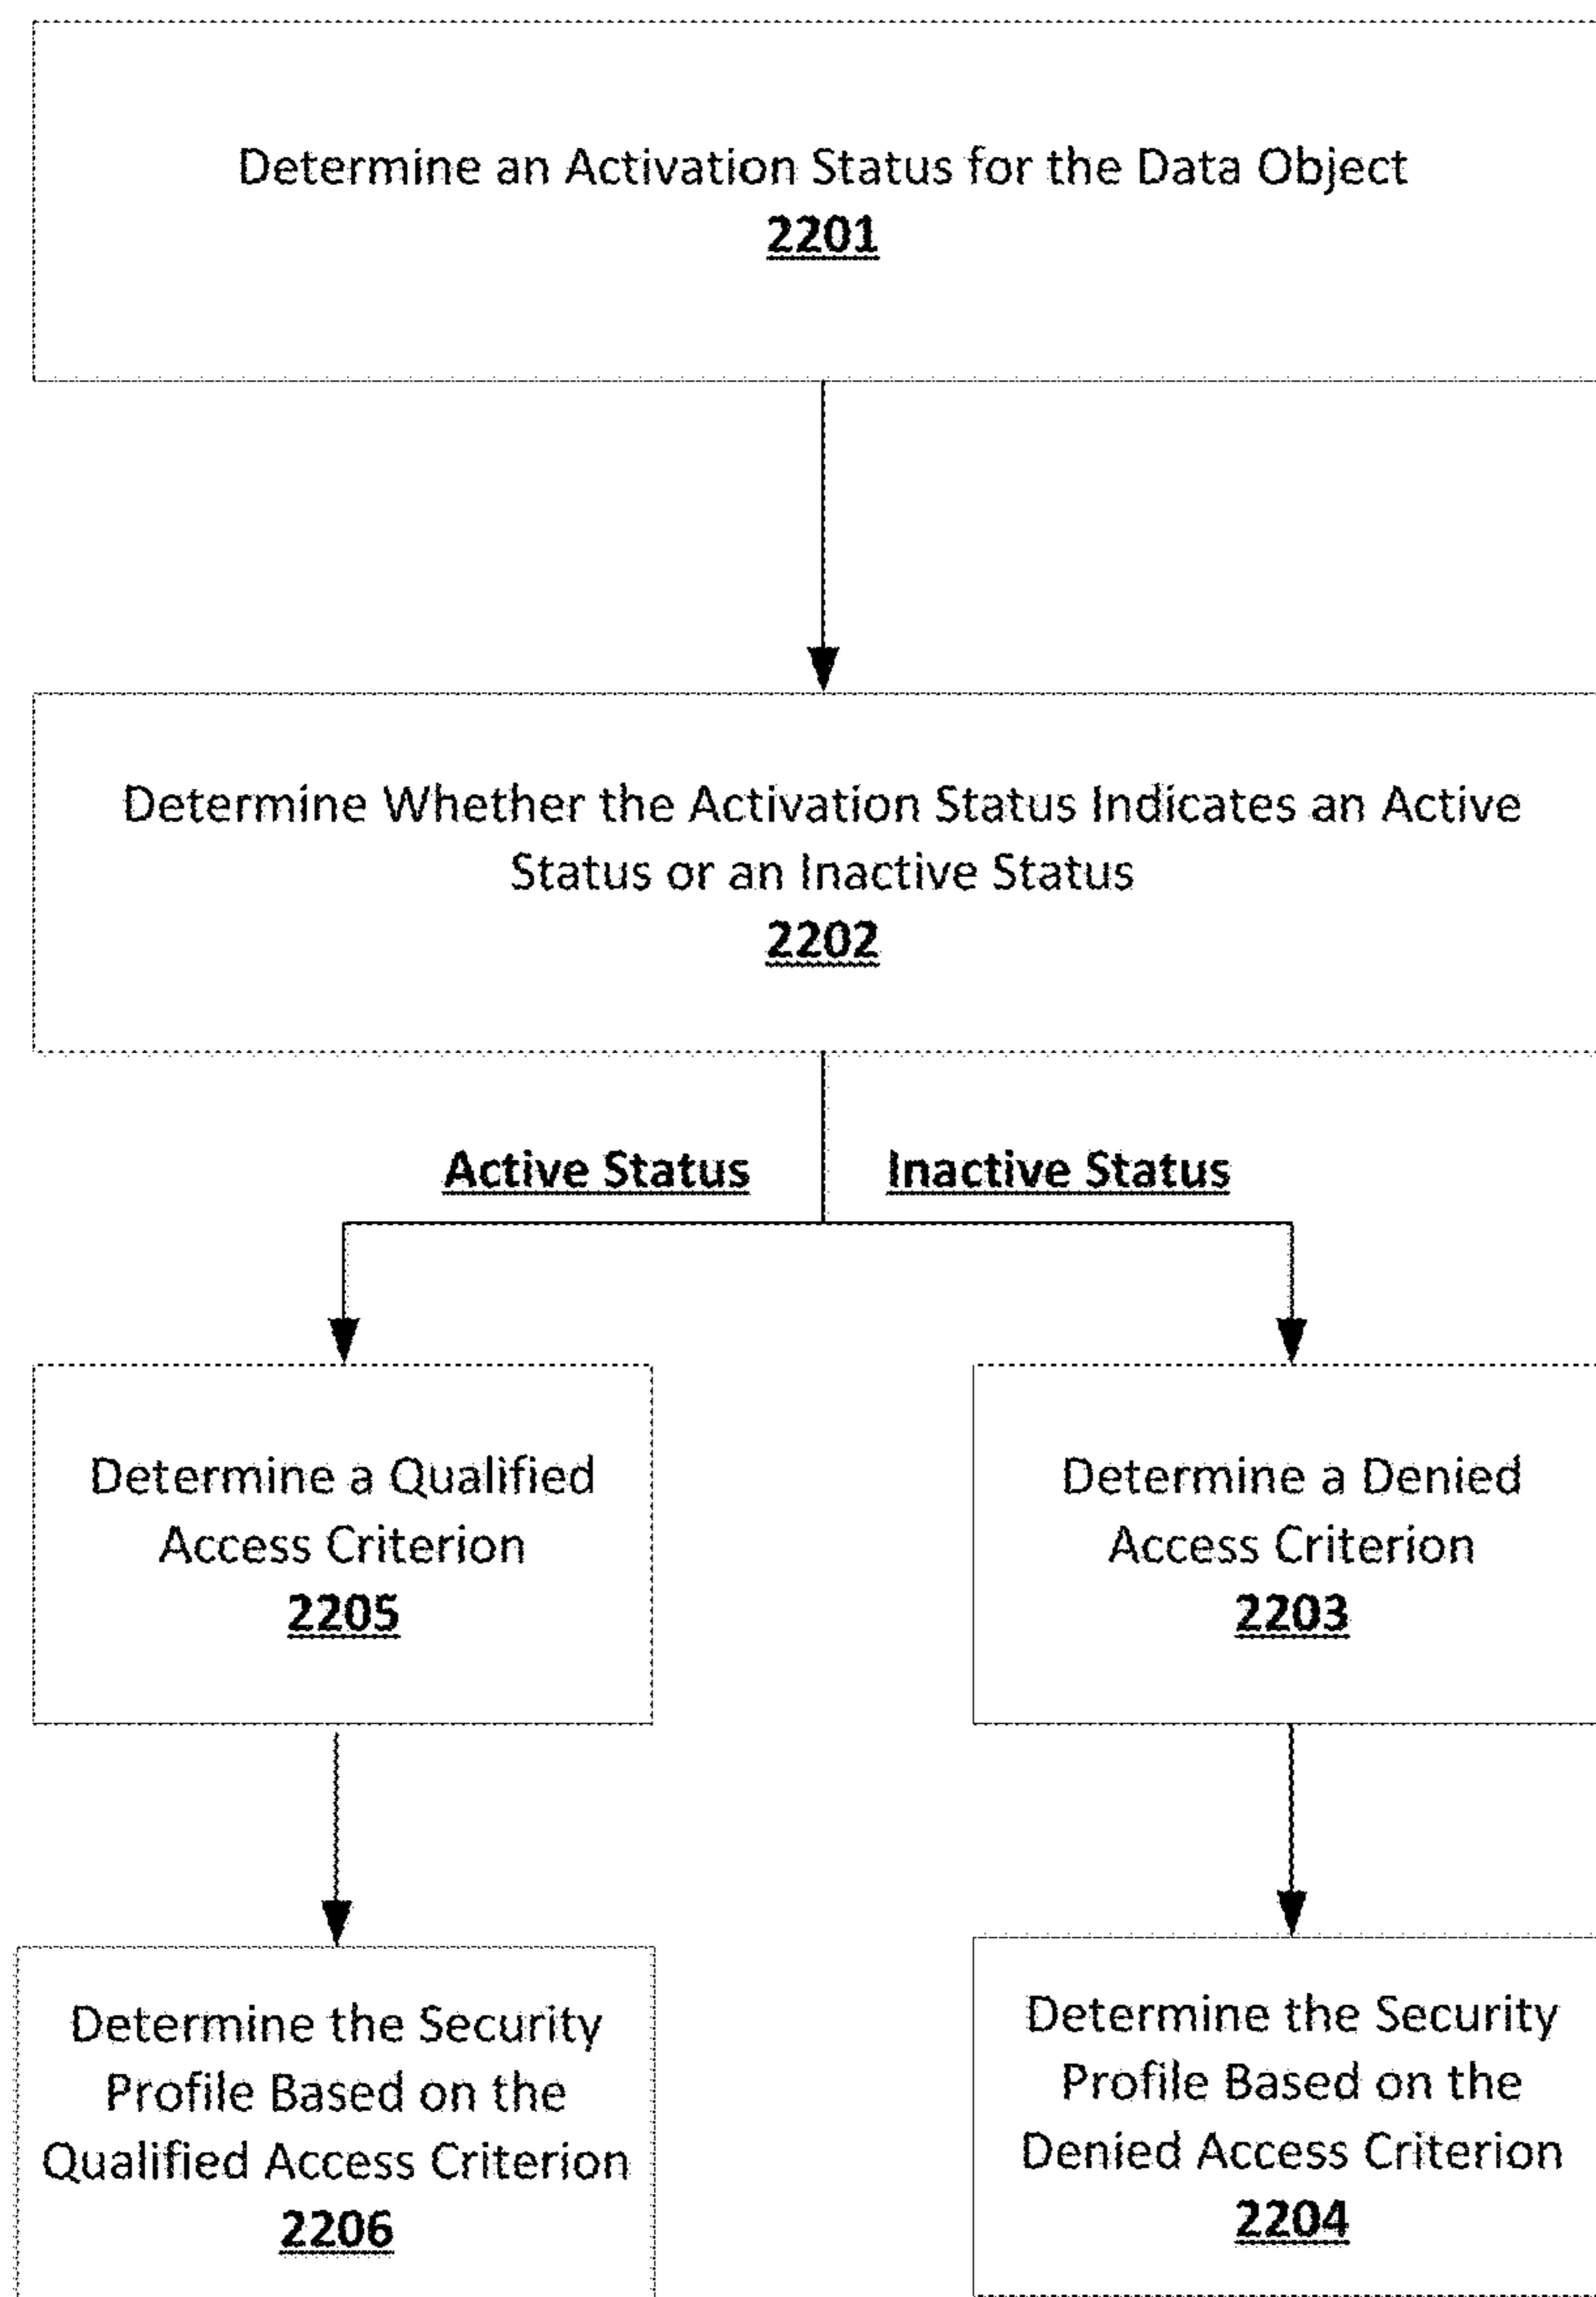 Determine an Activation Status for the Data Object
2201
Determine Whether the Activation Status Indicates an Active
Status or an Inactive Status
2202
Active Status
Inactive Status
Determine a Qualified
Access Criterion
2205
Determine a Denied
Access Criterion
2203
Determine the Security
Profile Based on the
Qualified Access Criterion
2206
Determine the Security
Profile Based on the
Denied Access Criterion
2204